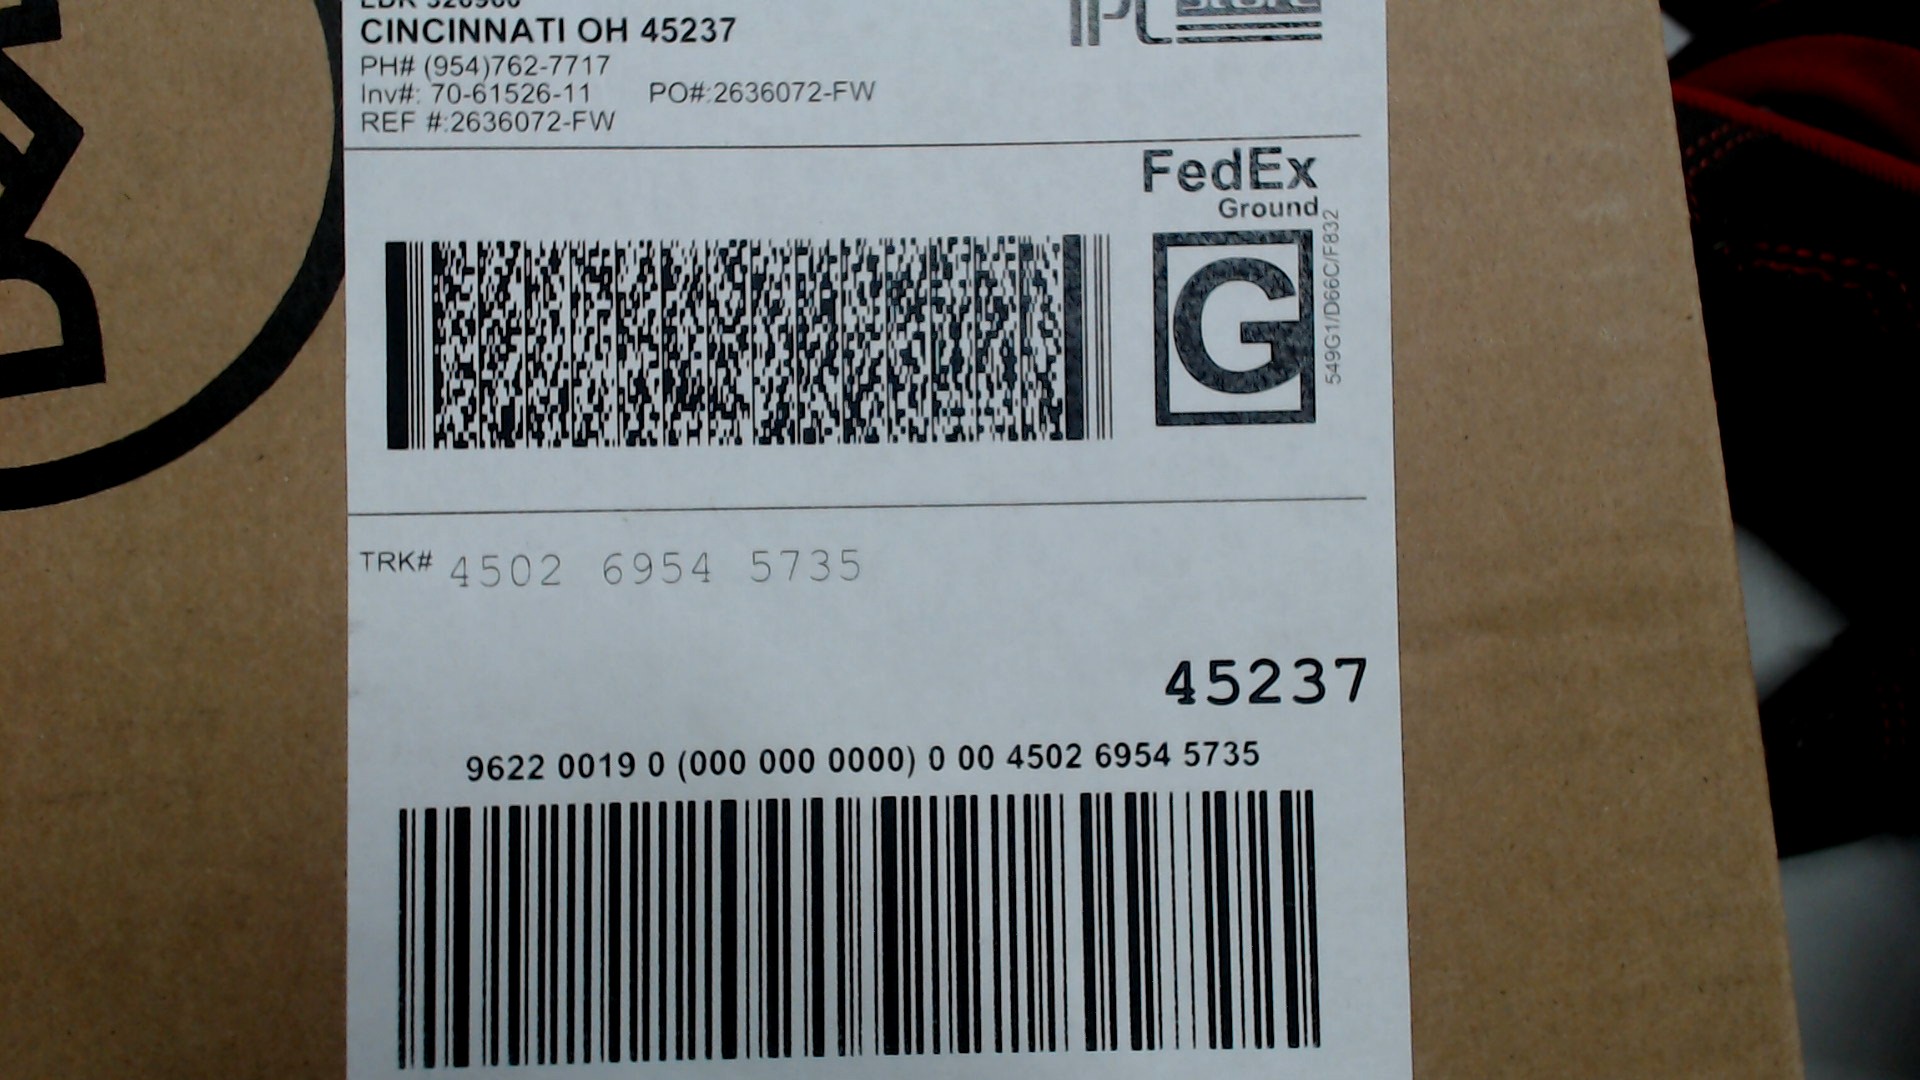 CINCINNATI OH 45237
PH# (954)762-7717
Inv#: 70-61526-11 PO#:2636072-FW
REF #:2636072-FW
IPC
store
FedEx
Ground
G
549G1/D66C/F832
TRK# 4502 6954 5735
45237
9622 0019 0 (000 000 0000) 0 00 4502 6954 5735